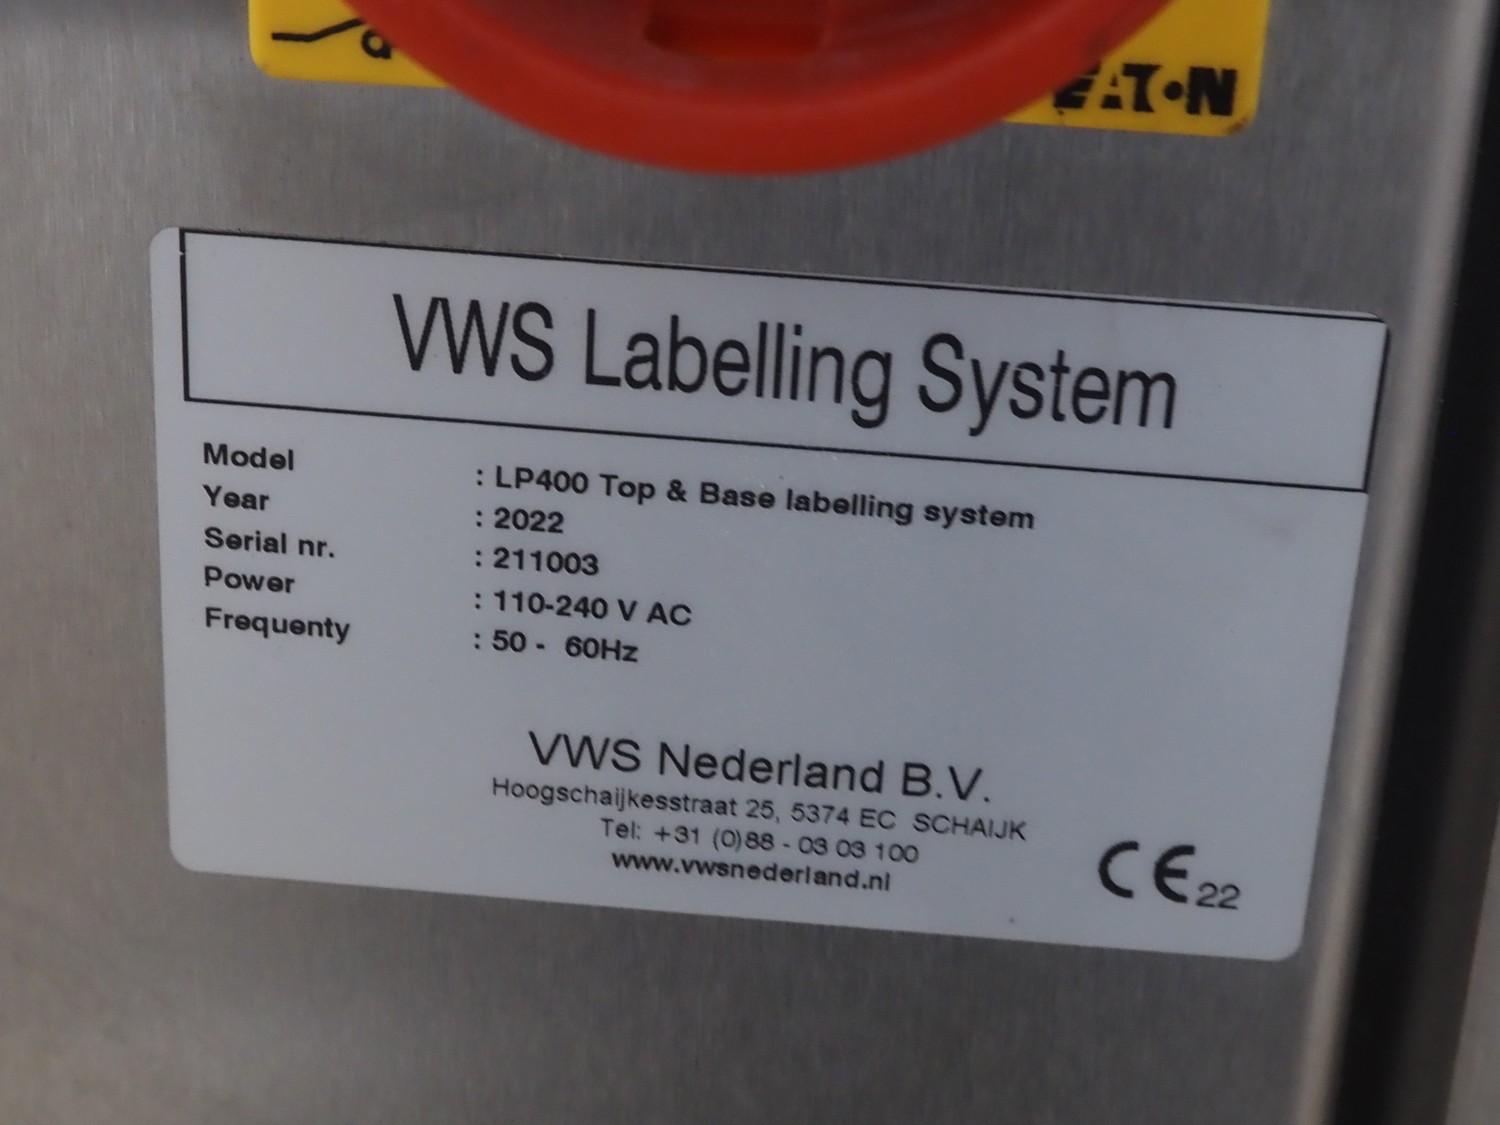 EATON
VWS Labelling System
Model : LP400 Top & Base labelling system
Year : 2022
Serial nr. : 211003
Power : 110-240 V AC
Frequenty : 50 -  60Hz
VWS Nederland B.V.
Hoogschaijkesstraat 25, 5374 EC  SCHAIJK
Tel: +31 (0)88 - 03 03 100
www.vwsnederland.nl
CE 22